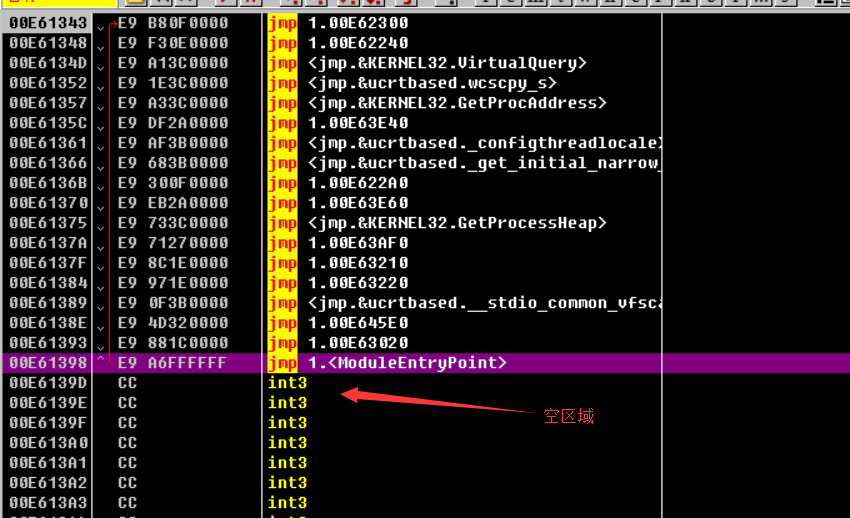 00E61343 E9 B80F0000 jmp 1.00E62300
00E61348 E9 F30E0000 jmp 1.00E62240
00E6134D E9 A13C0000 jmp <jmp.&KERNEL32.VirtualQuery>
00E61352 E9 1E3C0000 jmp <jmp.&ucrtbased.wcscpy_s>
00E61357 E9 A33C0000 jmp <jmp.&KERNEL32.GetProcAddress>
00E6135C E9 DF2A0000 jmp 1.00E63E40
00E61361 E9 AF3B0000 jmp <jmp.&ucrtbased._configthreadlocale>
00E61366 E9 683B0000 jmp <jmp.&ucrtbased._get_initial_narrow_
00E6136B E9 300F0000 jmp 1.00E622A0
00E61370 E9 EB2A0000 jmp 1.00E63E60
00E61375 E9 733C0000 jmp <jmp.&KERNEL32.GetProcessHeap>
00E6137A E9 71270000 jmp 1.00E63AF0
00E6137F E9 8C1E0000 jmp 1.00E63210
00E61384 E9 971E0000 jmp 1.00E63220
00E61389 E9 0F3B0000 jmp <jmp.&ucrtbased.__stdio_common_vfsca
00E6138E E9 4D320000 jmp 1.00E645E0
00E61393 E9 881C0000 jmp 1.00E63020
00E61398 E9 A6FFFFFF jmp 1.<ModuleEntryPoint>
00E6139D CC int3
00E6139E CC int3
00E6139F CC int3 空区域
00E613A0 CC int3
00E613A1 CC int3
00E613A2 CC int3
00E613A3 CC int3